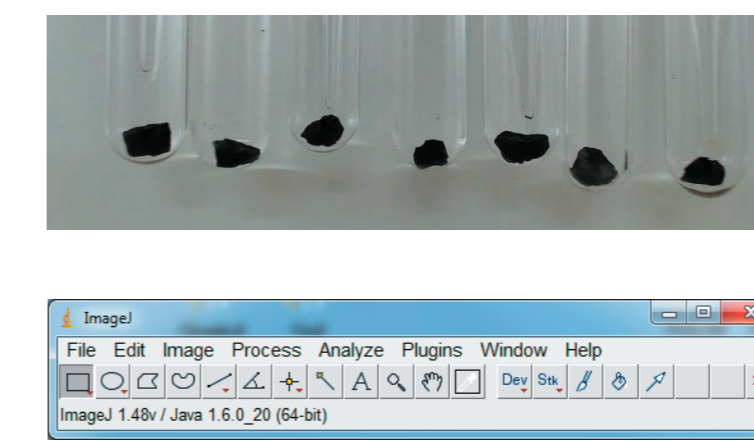 ImageJ
File Edit Image Process Analyze Plugins Window Help
A Dev Stk
ImageJ 1.48v / Java 1.6.0_20 (64-bit)